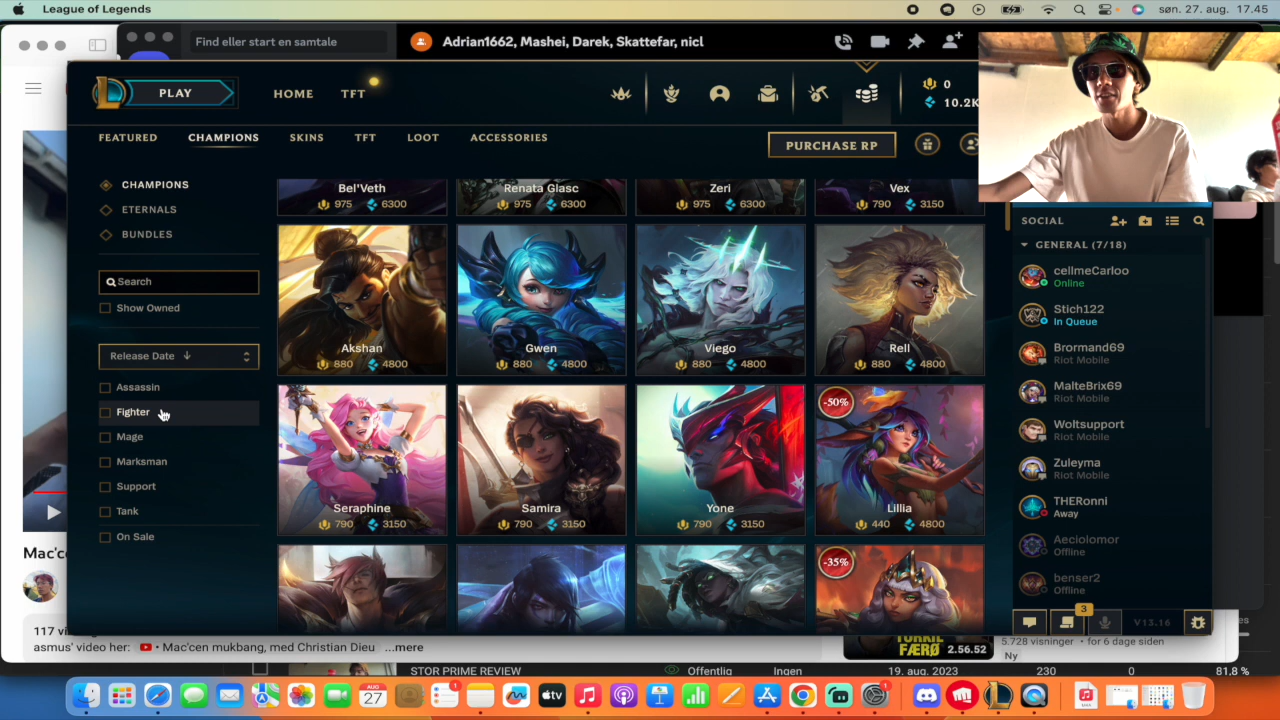 League of Legends
søn. 27. aug. 17.45
Find eller start en samtale
Adrian1662, Mashei, Darek, Skattefar, nicl
PLAY
HOME
TFT
0
10.2K
FEATURED
CHAMPIONS
SKINS
TFT
LOOT
ACCESSORIES
PURCHASE RP
CHAMPIONS
ETERNALS
BUNDLES
Search
Show Owned
Release Date
Assassin
Fighter
Mage
Marksman
Support
Tank
On Sale
Bel'Veth
975 6300
Renata Glasc
975 6300
Zeri
975 6300
Vex
790 3150
Akshan
880 4800
Gwen
880 4800
Viego
880 4800
Rell
880 4800
Seraphine
790 3150
Samira
790 3150
Yone
790 3150
-50%
Lillia
440 4800
-35%
SOCIAL
GENERAL (7/18)
cellmeCarloo
Online
Stich122
In Queue
Brormand69
Riot Mobile
MalteBrix69
Riot Mobile
Woltsupport
Riot Mobile
Zuleyma
Riot Mobile
THERonni
Away
Aeciolomor
Offline
benser2
Offline
3
V13.16
Mac'cen
117 vi
asmus' video her:
• Mac'cen mukbang, med Christian Dieu
...mere
TORKIL
FÆRØ
2.56.52
5.728 visninger • for 6 dage siden
Ny
STOR PRIME REVIEW
Offentlig
Ingen
19. aug. 2023
230
0
81,8 %
AUG
27
1
tv
1